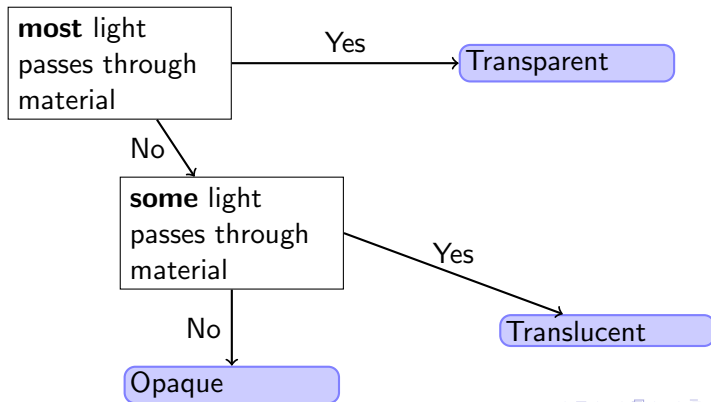 most light
passes through
material
Yes
Transparent
No
some light
passes through
material
Yes
Translucent
No
Opaque